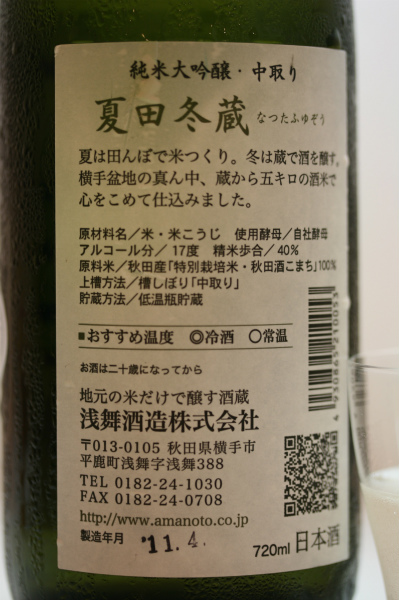 純米大吟醸・中取り
夏田冬蔵 なつたふゆぞう
夏は田んぼで米つくり。冬は蔵で酒を醸す。
横手盆地の真ん中、蔵から五キロの酒米で
心をこめて仕込みました。
原材料名／米・米こうじ 使用酵母／自社酵母
アルコール分／17度 精米歩合／40%
原料米／秋田産「特別栽培米・秋田酒こまち」100%
上槽方法／槽しぼり「中取り」
貯蔵方法／低温瓶貯蔵
■おすすめ温度 ◎冷酒 〇常温
お酒は二十歳になってから
地元の米だけで醸す酒蔵
浅舞酒造株式会社
〒013-0105 秋田県横手市
平鹿町浅舞字浅舞388
TEL 0182-24-1030
FAX 0182-24-0708
http://www.amanoto.co.jp
製造年月 '11.4.
720ml 日本酒
4930865210053